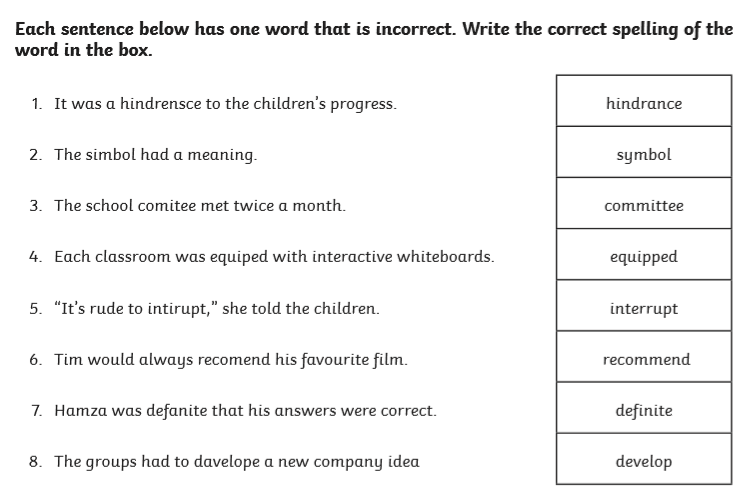 Each sentence below has one word that is incorrect. Write the correct spelling of the
word in the box.
1. It was a hindrensce to the children's progress. hindrance
2. The simbol had a meaning. symbol
3. The school comitee met twice a month. committee
4. Each classroom was equiped with interactive whiteboards. equipped
5. “It's rude to intirupt,” she told the children. interrupt
6. Tim would always recomend his favourite film. recommend
7. Hamza was defanite that his answers were correct. definite
8. The groups had to davelope a new company idea develop